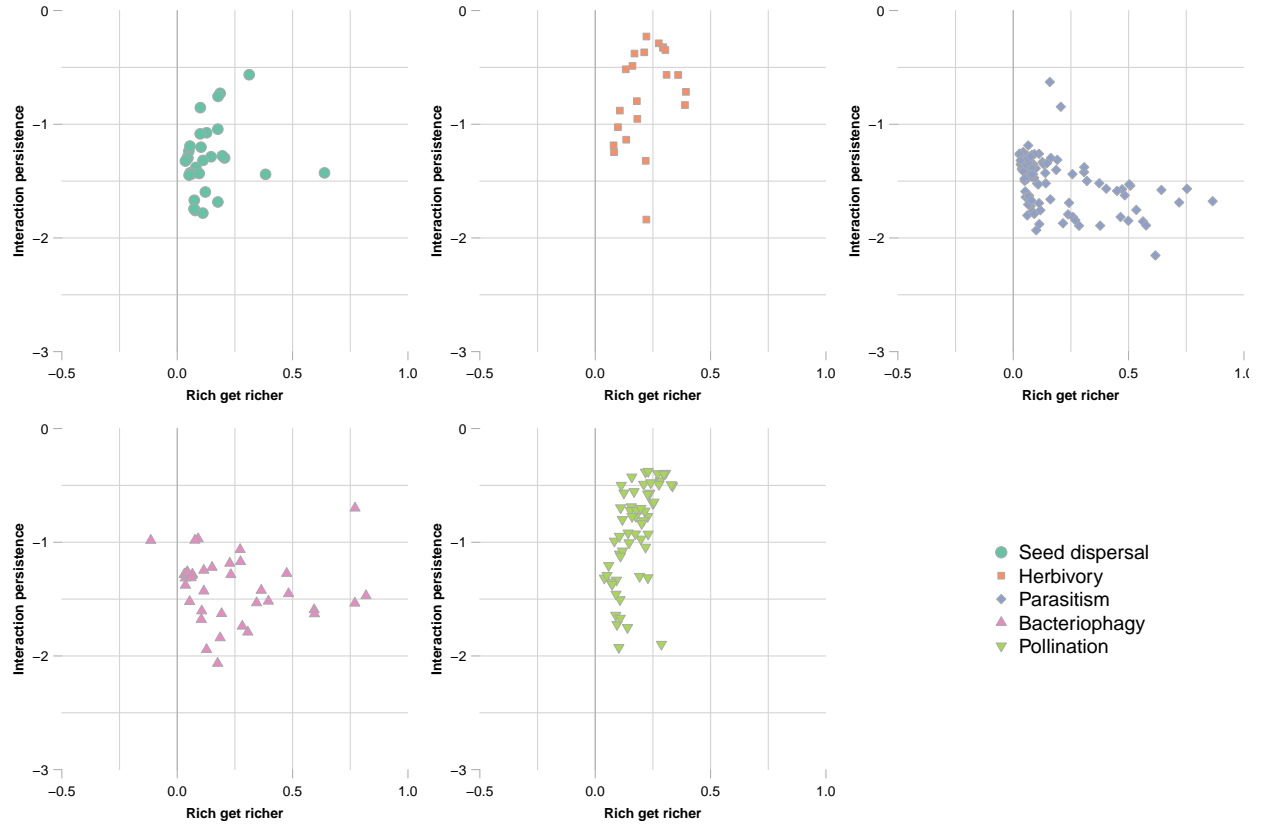 0
−1
−2
−3
Interaction persistence
−0.5 0.0 0.5 1.0
Rich get richer
0
−1
−2
−3
Interaction persistence
−0.5 0.0 0.5 1.0
Rich get richer
0
−1
−2
−3
Interaction persistence
−0.5 0.0 0.5 1.0
Rich get richer
0
−1
−2
−3
Interaction persistence
−0.5 0.0 0.5 1.0
Rich get richer
0
−1
−2
−3
Interaction persistence
−0.5 0.0 0.5 1.0
Rich get richer
Seed dispersal
Herbivory
Parasitism
Bacteriophagy
Pollination